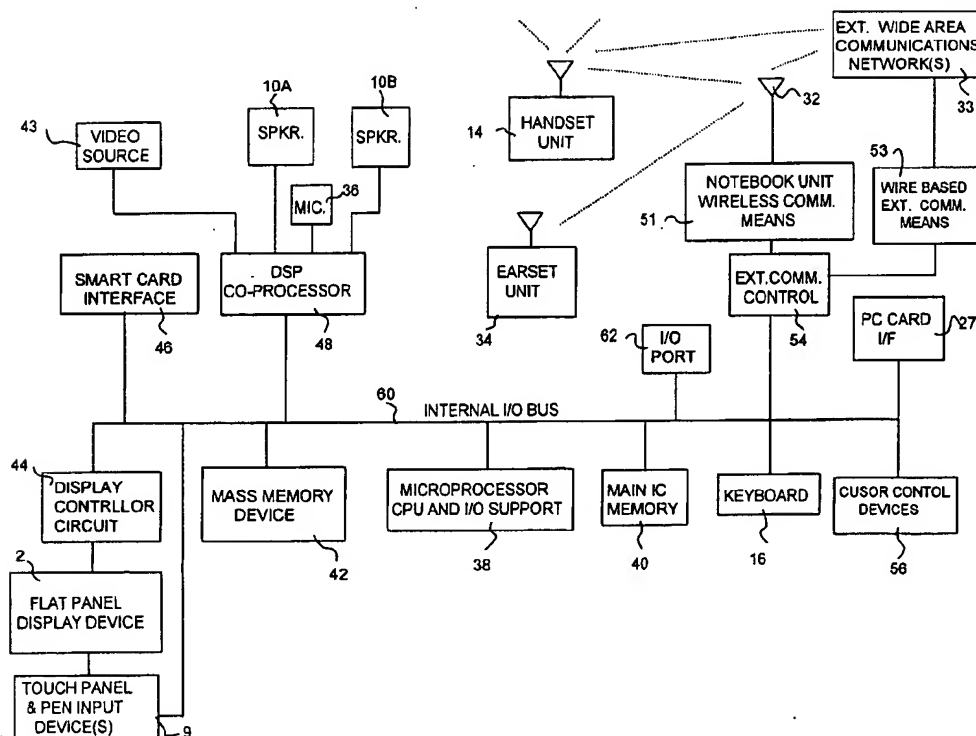 EXT. WIDE AREA
COMMUNICATIONS
NETWORK(S)
33
32
10A
SPKR.
10B
SPKR.
43
VIDEO
SOURCE
36
MIC.
14
HANDSET
UNIT
53
WIRE BASED
EXT. COMM.
MEANS
NOTEBOOK UNIT
WIRELESS COMM.
MEANS
51
SMART CARD
INTERFACE
46
DSP
CO-PROCESSOR
48
EARSET
UNIT
34
EXT.COMM.
CONTROL
54
PC CARD
I/F
27
62
I/O
PORT
60
INTERNAL I/O BUS
44
DISPLAY
CONTRLLOR
CIRCUIT
MASS MEMORY
DEVICE
42
MICROPROCESSOR
CPU AND I/O SUPPORT
38
MAIN IC
MEMORY
40
KEYBOARD
16
CUSOR CONTOL
DEVICES
56
2
FLAT PANEL
DISPLAY DEVICE
TOUCH PANEL
& PEN INPUT
DEVICE(S)
9